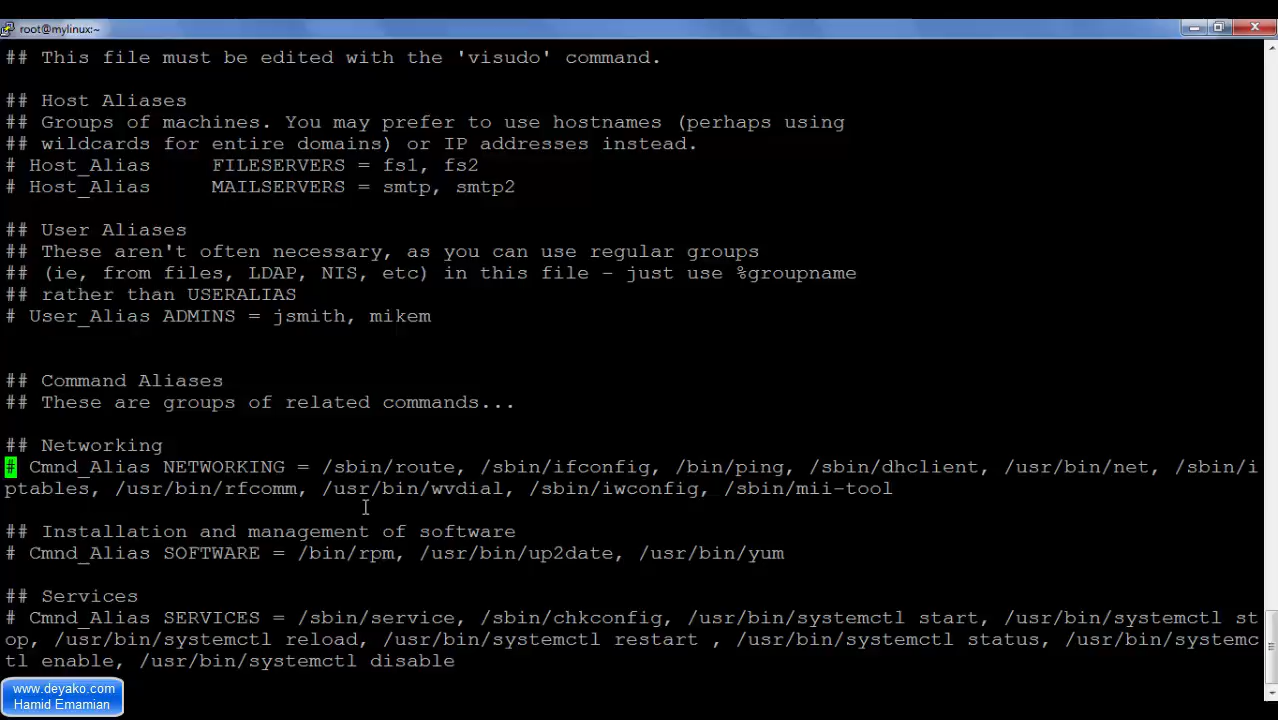 root@mylinux:~
## This file must be edited with the 'visudo' command.
## Host Aliases
## Groups of machines. You may prefer to use hostnames (perhaps using
## wildcards for entire domains) or IP addresses instead.
# Host_Alias     FILESERVERS = fs1, fs2
# Host_Alias     MAILSERVERS = smtp, smtp2
## User Aliases
## These aren't often necessary, as you can use regular groups
## (ie, from files, LDAP, NIS, etc) in this file - just use %groupname
## rather than USERALIAS
# User_Alias ADMINS = jsmith, mikem
## Command Aliases
## These are groups of related commands...
## Networking
# Cmnd_Alias NETWORKING = /sbin/route, /sbin/ifconfig, /bin/ping, /sbin/dhclient, /usr/bin/net, /sbin/i
ptables, /usr/bin/rfcomm, /usr/bin/wvdial, /sbin/iwconfig, /sbin/mii-tool
## Installation and management of software
# Cmnd_Alias SOFTWARE = /bin/rpm, /usr/bin/up2date, /usr/bin/yum
## Services
# Cmnd_Alias SERVICES = /sbin/service, /sbin/chkconfig, /usr/bin/systemctl start, /usr/bin/systemctl st
op, /usr/bin/systemctl reload, /usr/bin/systemctl restart , /usr/bin/systemctl status, /usr/bin/systemc
tl enable, /usr/bin/systemctl disable
www.deyako.com
Hamid Emamian